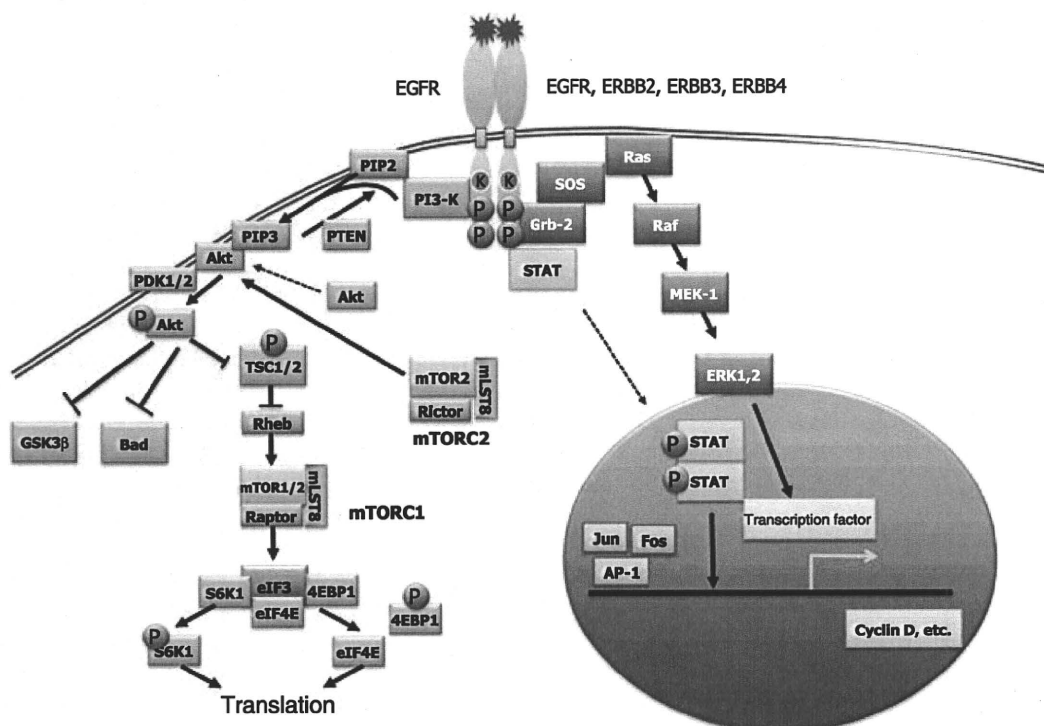 EGFR
EGFR, ERBB2, ERBB3, ERBB4
PIP2
Ras
K
K
SOS
PI3-K
P
P
Grb-2
Raf
PIP3
PTEN
P
P
Akt
STAT
PDK1/2
Akt
MEK-1
P
Akt
P
TSC1/2
mTOR2
mLST8
ERK1,2
Rictor
GSK3β
Bad
Rheb
mTORC2
P
STAT
P
STAT
mTOR1/2
mLST8
Raptor
mTORC1
Transcription factor
Jun
Fos
AP-1
S6K1
eIF3
4EBP1
eIF4E
P
4EBP1
Cyclin D, etc.
P
S6K1
eIF4E
Translation